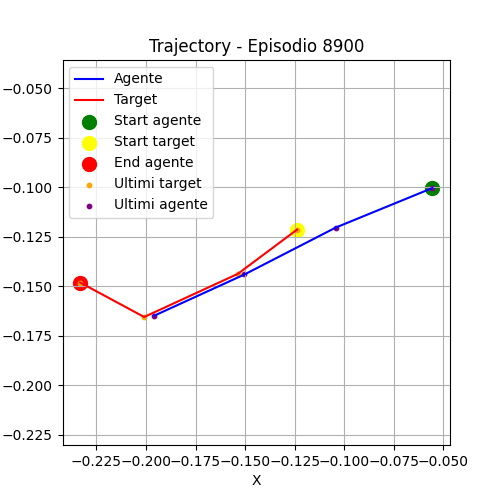 Trajectory - Episodio 8900
Agente
Target
Start agente
Start target
End agente
Ultimi target
Ultimi agente
−0.050
−0.075
−0.100
−0.125
−0.150
−0.175
−0.200
−0.225
−0.225−0.200−0.175−0.150−0.125−0.100−0.075−0.050
X